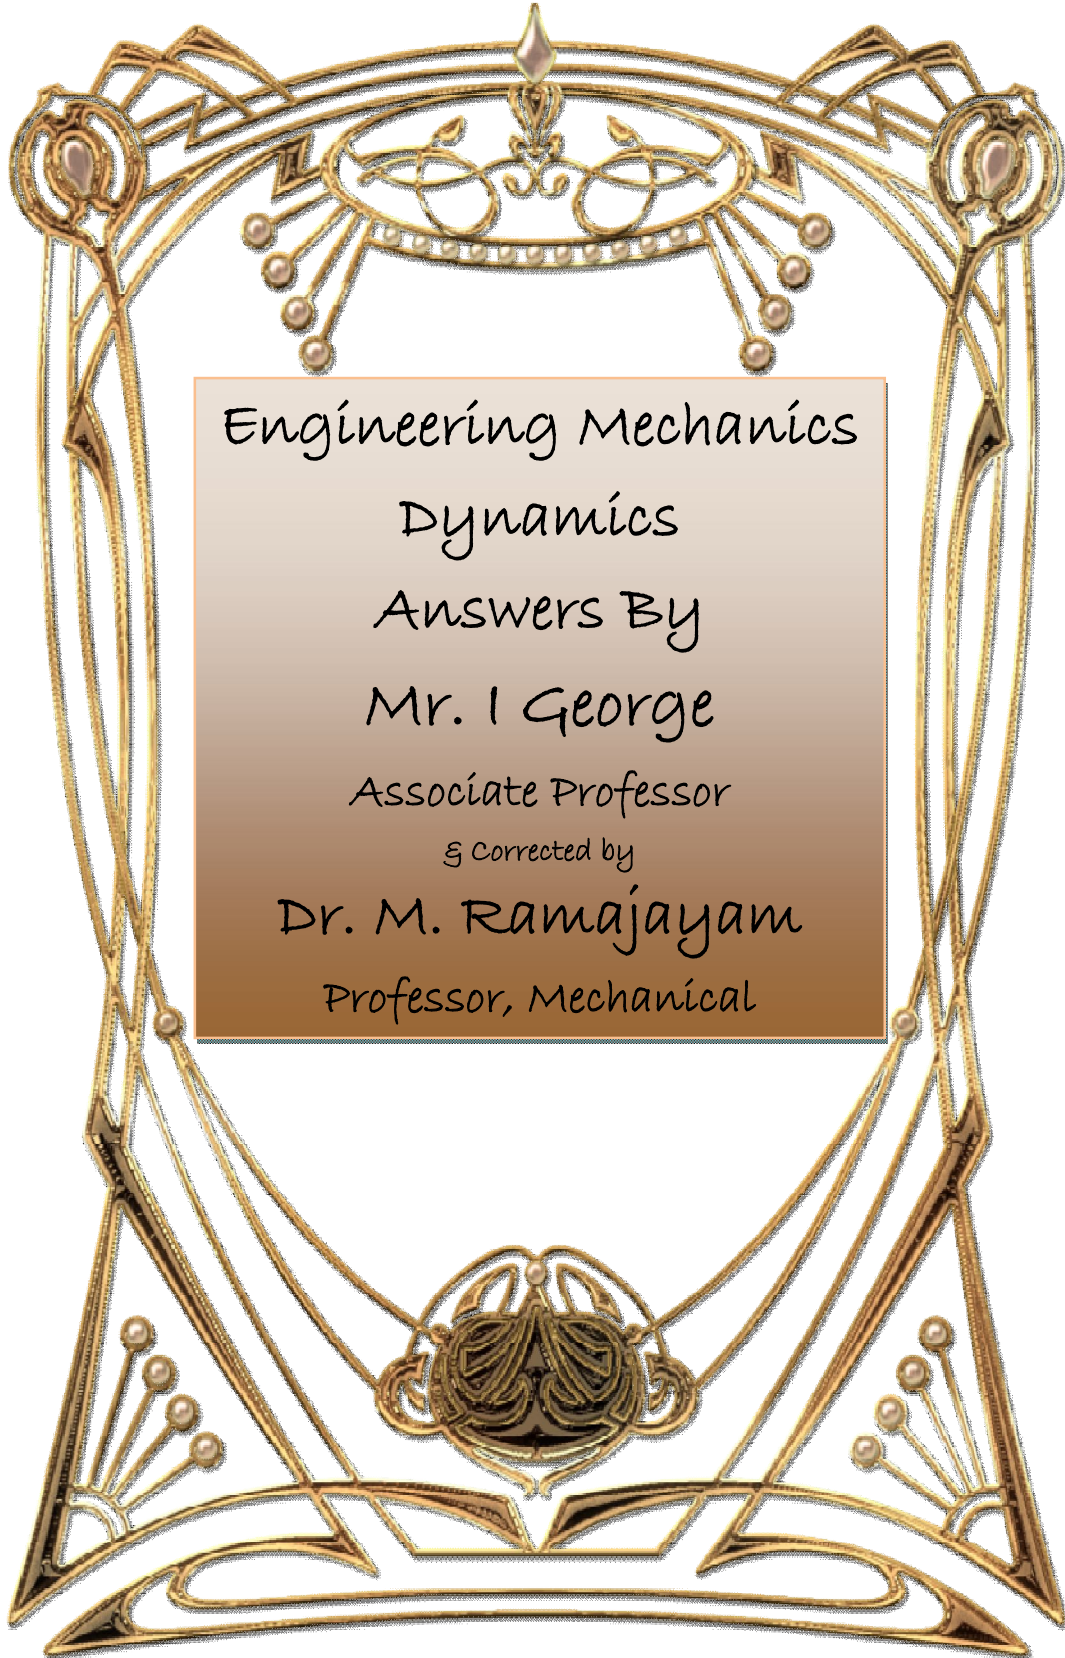 Engineering Mechanics
Dynamics
Answers By
Mr. I George
Associate Professor
& Corrected by
Dr. M. Ramajayam
Professor, Mechanical